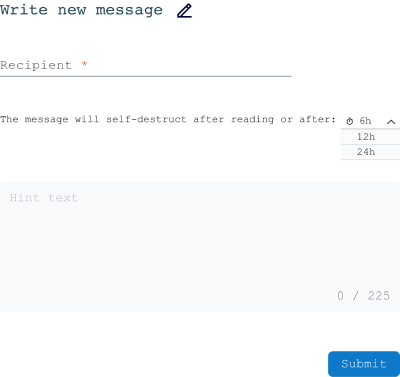 Write new message
Recipient *
The message will self-destruct after reading or after: 6h
12h
24h
Hint text
0 / 225
Submit